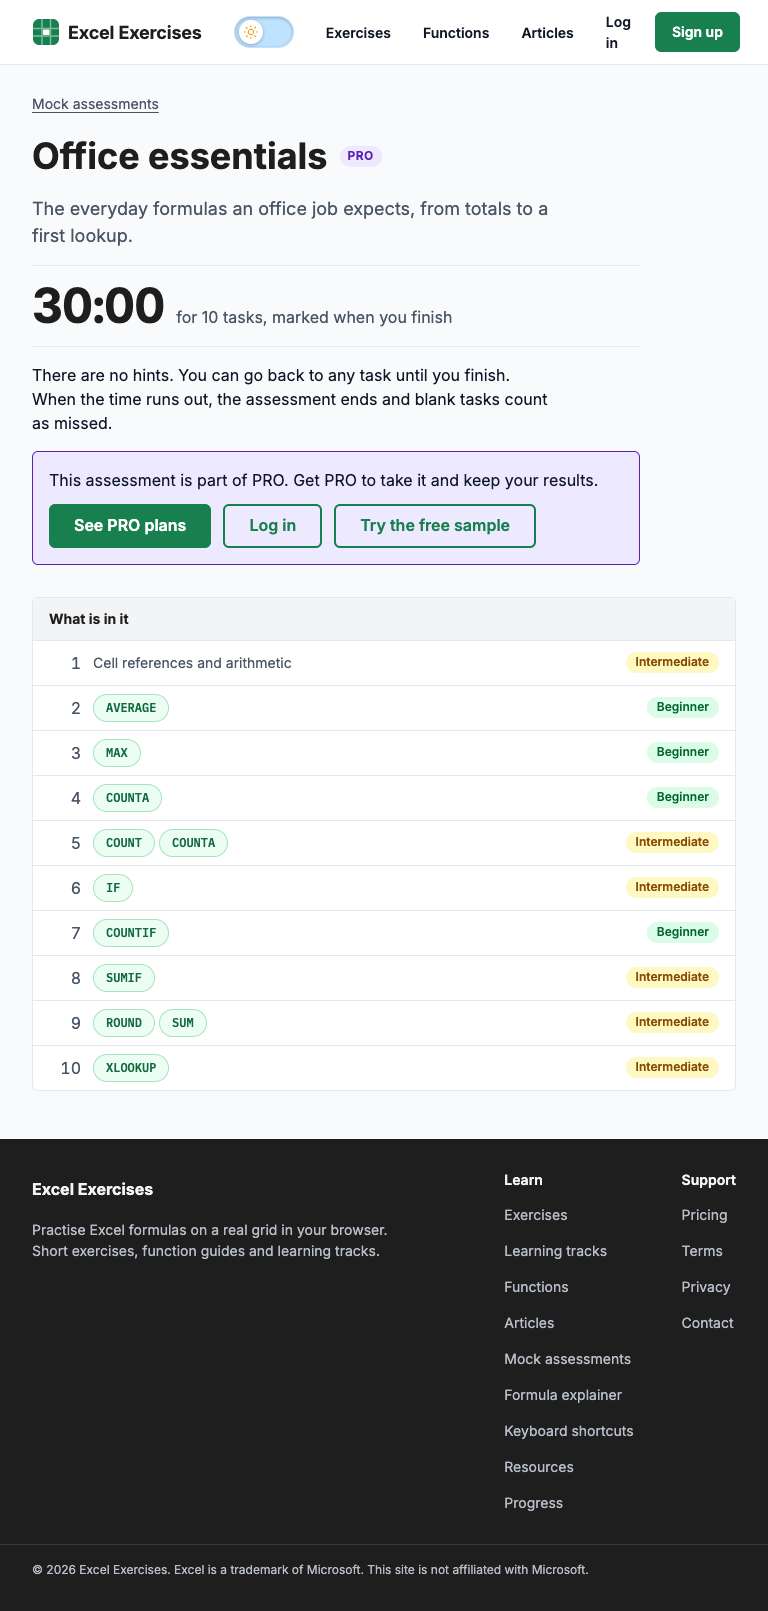 Excel Exercises
Exercises
Functions
Articles
Log
in
Sign up
Mock assessments
Office essentials PRO
The everyday formulas an office job expects, from totals to a
first lookup.
30:00 for 10 tasks, marked when you finish
There are no hints. You can go back to any task until you finish.
When the time runs out, the assessment ends and blank tasks count
as missed.
This assessment is part of PRO. Get PRO to take it and keep your results.
See PRO plans
Log in
Try the free sample
What is in it
1 Cell references and arithmetic Intermediate
2 AVERAGE Beginner
3 MAX Beginner
4 COUNTA Beginner
5 COUNT COUNTA Intermediate
6 IF Intermediate
7 COUNTIF Beginner
8 SUMIF Intermediate
9 ROUND SUM Intermediate
10 XLOOKUP Intermediate
Excel Exercises
Practise Excel formulas on a real grid in your browser.
Short exercises, function guides and learning tracks.
Learn
Exercises
Learning tracks
Functions
Articles
Mock assessments
Formula explainer
Keyboard shortcuts
Resources
Progress
Support
Pricing
Terms
Privacy
Contact
© 2026 Excel Exercises. Excel is a trademark of Microsoft. This site is not affiliated with Microsoft.